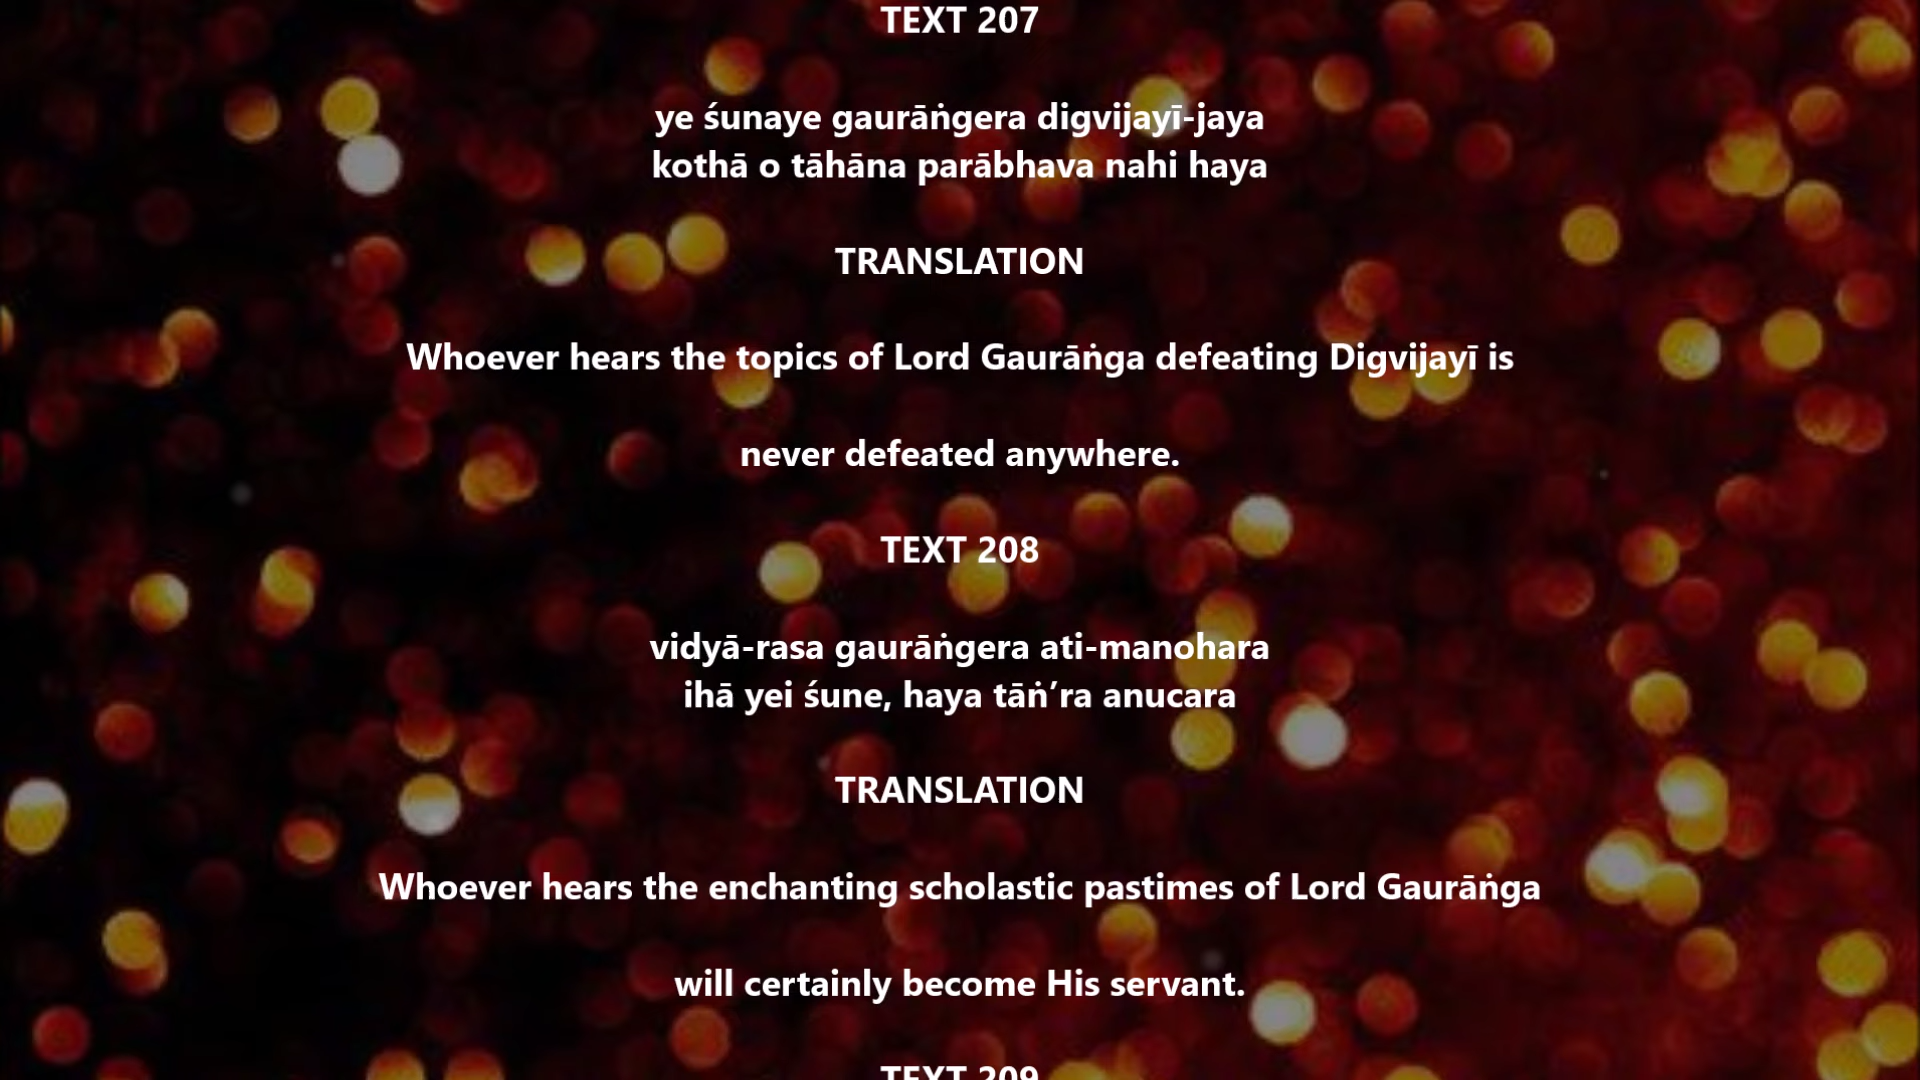 TEXT 207
ye śunaye gaurāṅgera digvijayī-jaya
kothā o tāhāna parābhava nahi haya
TRANSLATION
Whoever hears the topics of Lord Gaurāṅga defeating Digvijayī is
never defeated anywhere.
TEXT 208
vidyā-rasa gaurāṅgera ati-manohara
ihā yei śune, haya tāṅ’ra anucara
TRANSLATION
Whoever hears the enchanting scholastic pastimes of Lord Gaurāṅga
will certainly become His servant.
TEXT 209